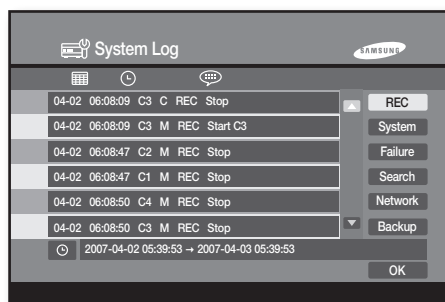 System Log
SAMSUNG
04-02 06:08:09 C3 C REC Stop
REC
04-02 06:08:09 C3 M REC Start C3
System
04-02 06:08:47 C2 M REC Stop
Failure
04-02 06:08:47 C1 M REC Stop
Search
04-02 06:08:50 C4 M REC Stop
Network
04-02 06:08:50 C3 M REC Stop
Backup
2007-04-02 05:39:53 → 2007-04-03 05:39:53
OK